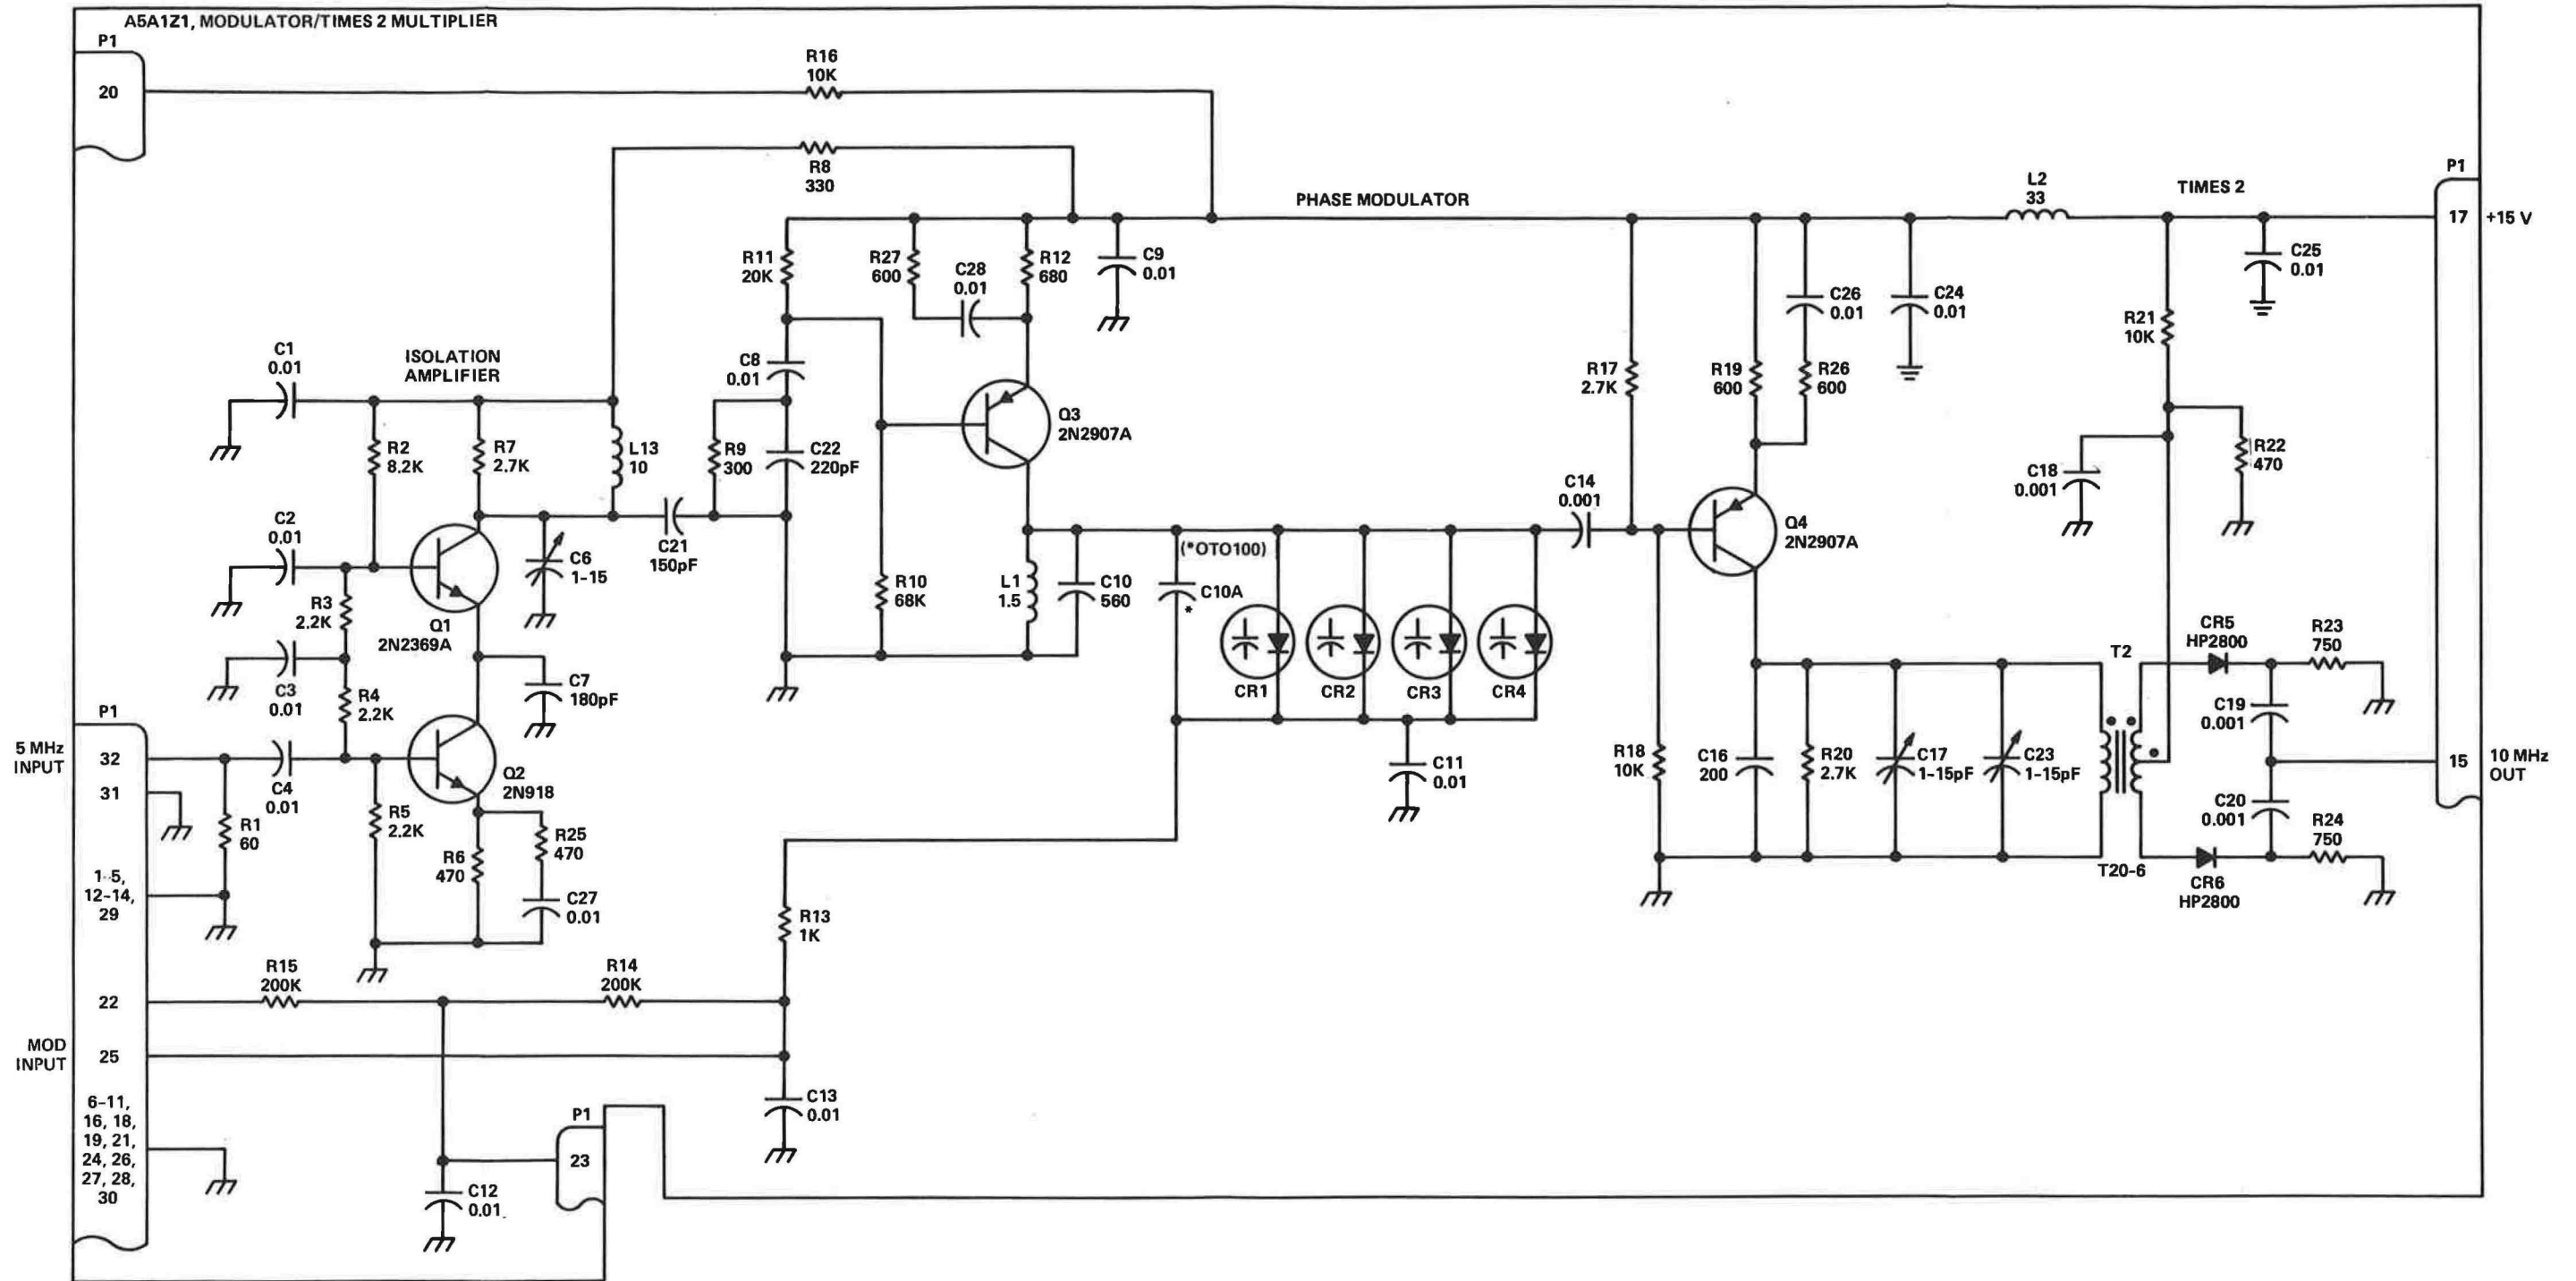 A5A1Z1, MODULATOR/TIMES 2 MULTIPLIER
P1
20
R16
10K
R8
330
PHASE MODULATOR
L2
33
TIMES 2
P1
17
+15 V
R11
20K
R27
600
C28
0.01
R12
680
C9
0.01
C26
0.01
C24
0.01
C25
0.01
R21
10K
C1
0.01
ISOLATION
AMPLIFIER
C8
0.01
R17
2.7K
R19
600
R26
600
R2
8.2K
R7
2.7K
L13
10
R9
300
C22
220pF
Q3
2N2907A
C18
0.001
R22
470
C2
0.01
C6
1-15
C21
150pF
C14
0.001
Q4
2N2907A
(*OTO100)
R3
2.2K
Q1
2N2369A
R10
68K
L1
1.5
C10
560
C10A
*
CR1
CR2
CR3
CR4
C3
0.01
R4
2.2K
C7
180pF
T2
CR5
HP2800
R23
750
P1
5 MHz
INPUT
32
31
C4
0.01
R1
60
Q2
2N918
R5
2.2K
R6
470
R25
470
C27
0.01
C11
0.01
R18
10K
C16
200
R20
2.7K
C17
1-15pF
C23
1-15pF
C19
0.001
15
10 MHz
OUT
C20
0.001
R24
750
T20-6
CR6
HP2800
1-5,
12-14,
29
R13
1K
R15
200K
R14
200K
22
MOD
INPUT
25
C13
0.01
6-11,
16, 18,
19, 21,
24, 26,
27, 28,
30
P1
23
C12
0.01